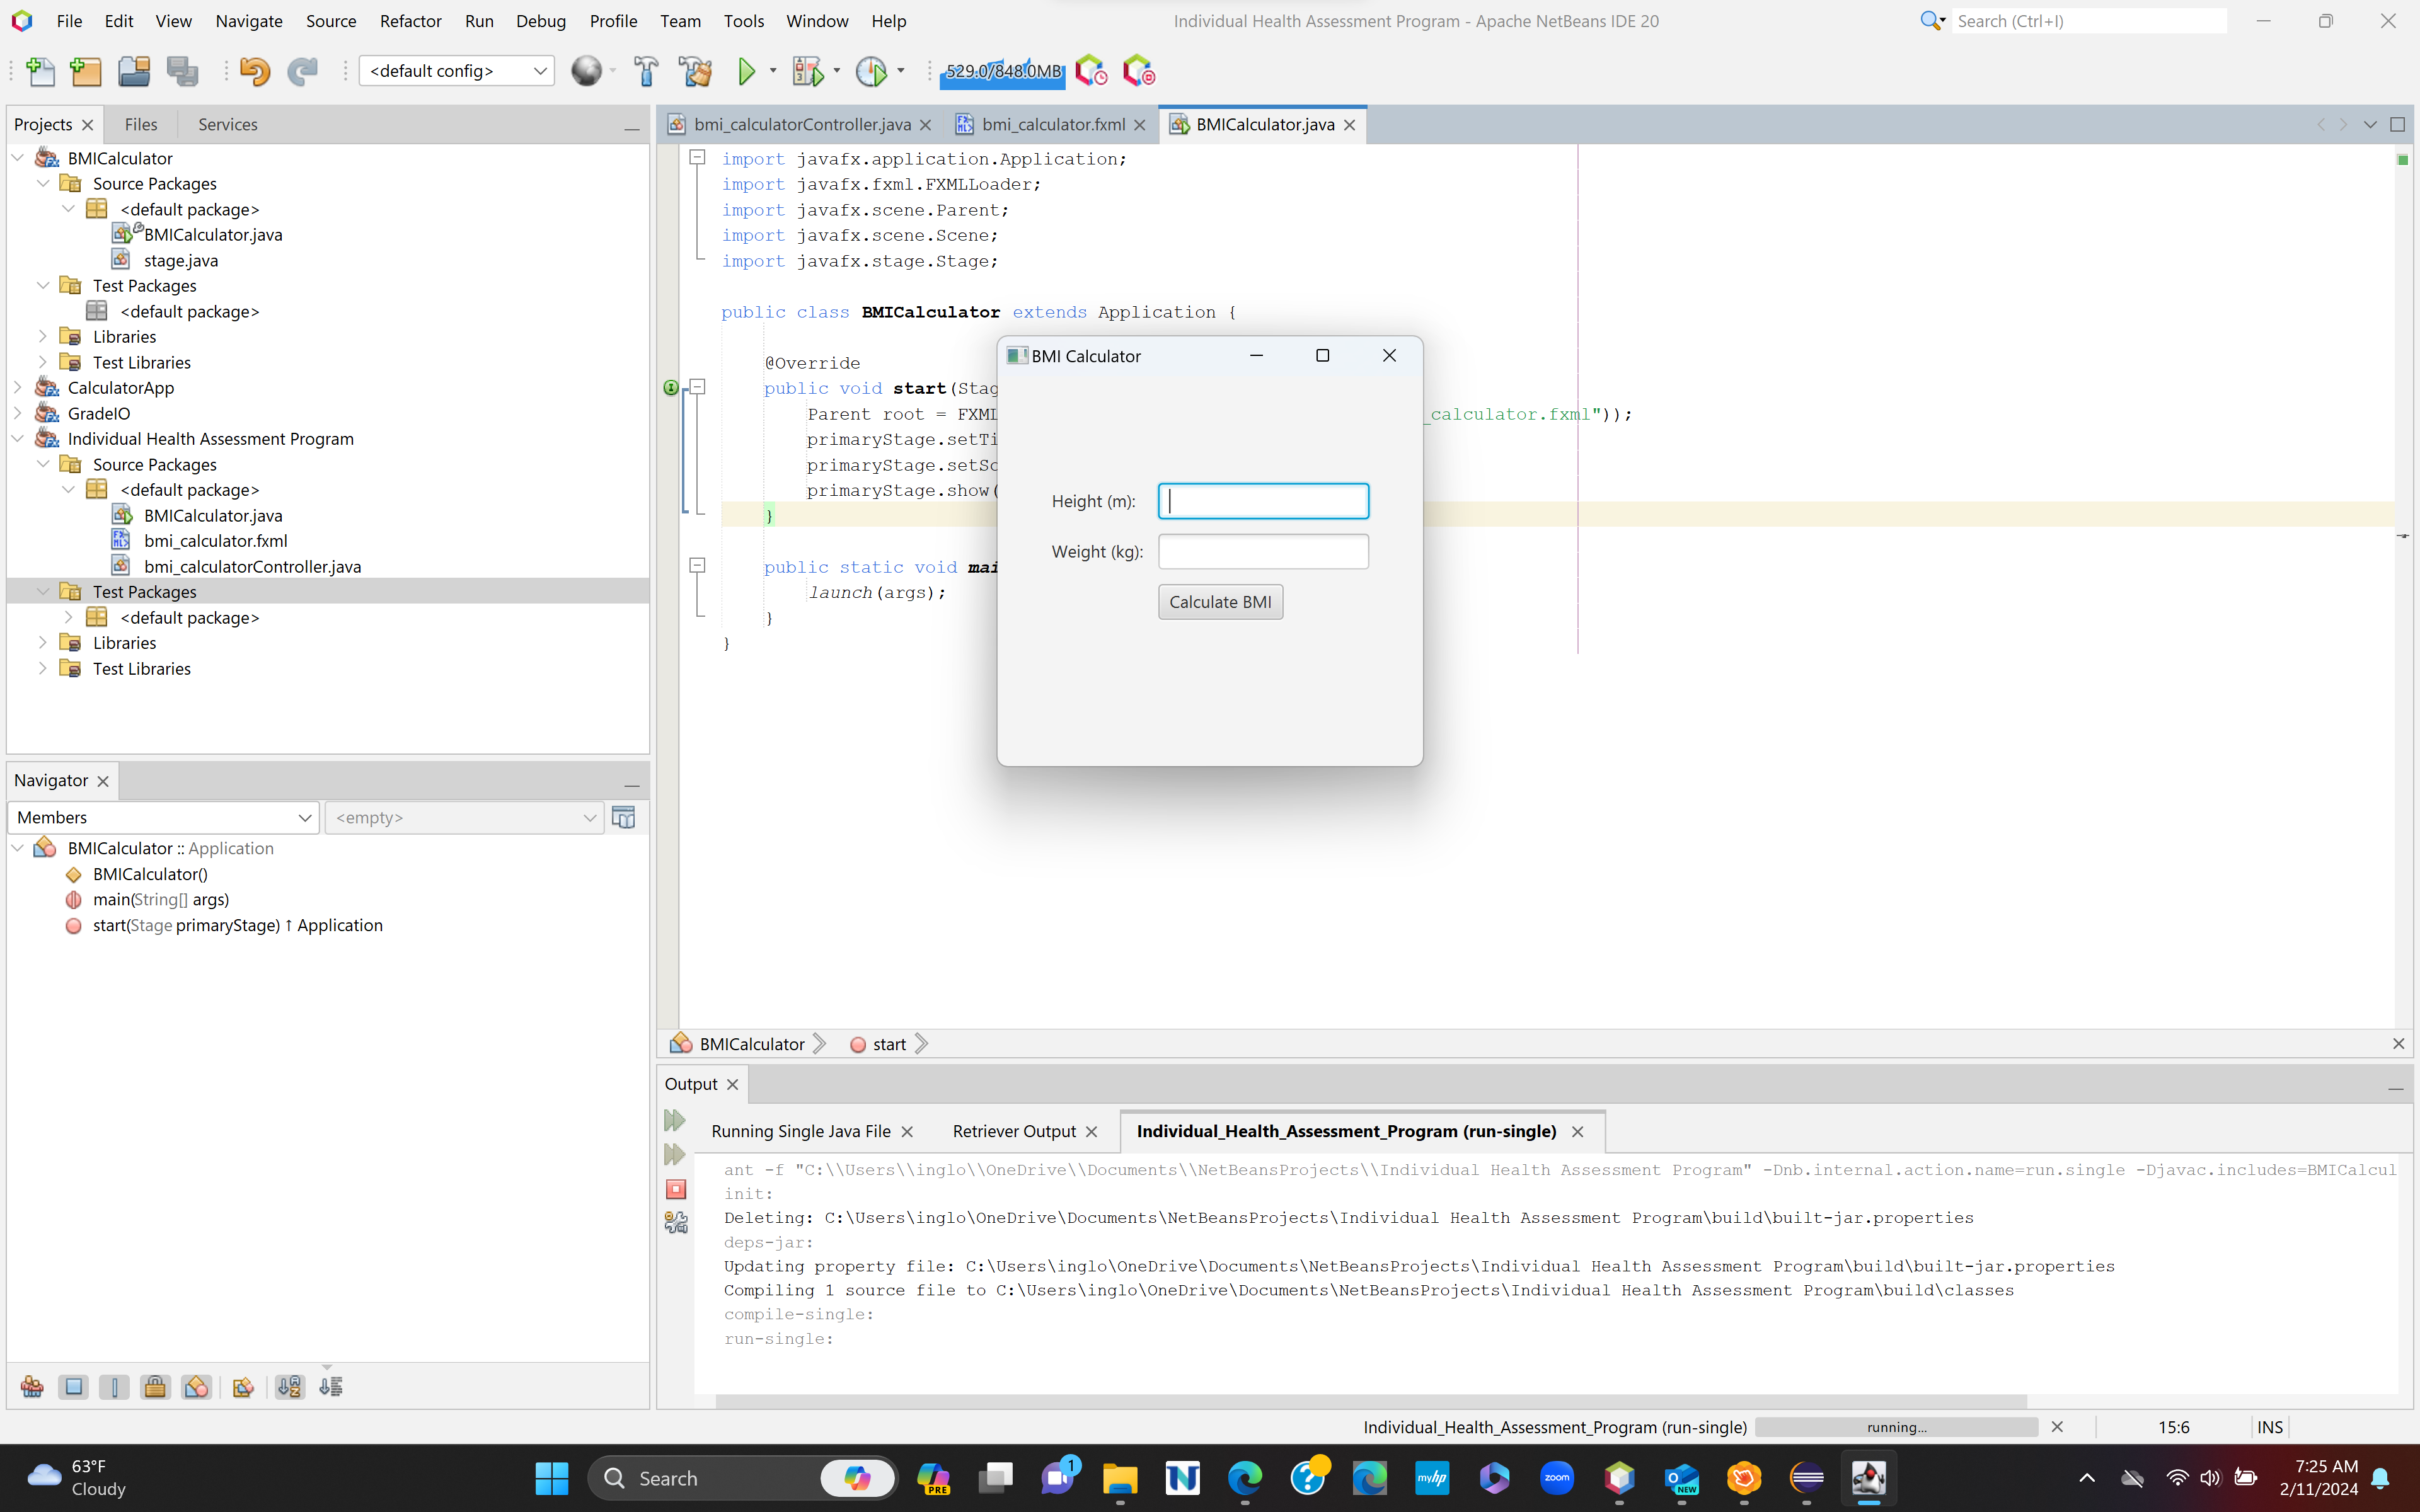 File Edit View Navigate Source Refactor Run Debug Profile Team Tools Window Help
Individual Health Assessment Program - Apache NetBeans IDE 20
Search (Ctrl+I)
<default config>
529.0/848.0MB
Projects Files Services
BMICalculator
Source Packages
<default package>
BMICalculator.java
stage.java
Test Packages
<default package>
Libraries
Test Libraries
CalculatorApp
GradeIO
Individual Health Assessment Program
Source Packages
<default package>
BMICalculator.java
bmi_calculator.fxml
bmi_calculatorController.java
Test Packages
<default package>
Libraries
Test Libraries
Navigator
Members <empty>
BMICalculator :: Application
BMICalculator()
main(String[] args)
start(Stage primaryStage) ↑ Application
bmi_calculatorController.java bmi_calculator.fxml BMICalculator.java
import javafx.application.Application;
import javafx.fxml.FXMLLoader;
import javafx.scene.Parent;
import javafx.scene.Scene;
import javafx.stage.Stage;
public class BMICalculator extends Application {
@Override
public void start(Stag
Parent root = FXML _calculator.fxml"));
primaryStage.setTi
primaryStage.setSc
primaryStage.show(
}
public static void mai
launch(args);
}
}
BMI Calculator
Height (m):
Weight (kg):
Calculate BMI
BMICalculator start
Output
Running Single Java File Retriever Output Individual_Health_Assessment_Program (run-single)
ant -f "C:\\Users\\inglo\\OneDrive\\Documents\\NetBeansProjects\\Individual Health Assessment Program" -Dnb.internal.action.name=run.single -Djavac.includes=BMICalcul
init:
Deleting: C:\Users\inglo\OneDrive\Documents\NetBeansProjects\Individual Health Assessment Program\build\built-jar.properties
deps-jar:
Updating property file: C:\Users\inglo\OneDrive\Documents\NetBeansProjects\Individual Health Assessment Program\build\built-jar.properties
Compiling 1 source file to C:\Users\inglo\OneDrive\Documents\NetBeansProjects\Individual Health Assessment Program\build\classes
compile-single:
run-single:
Individual_Health_Assessment_Program (run-single) running... 15:6 INS
63°F
Cloudy
Search
PRE
1
myhp
zoom
NEW
7:25 AM
2/11/2024